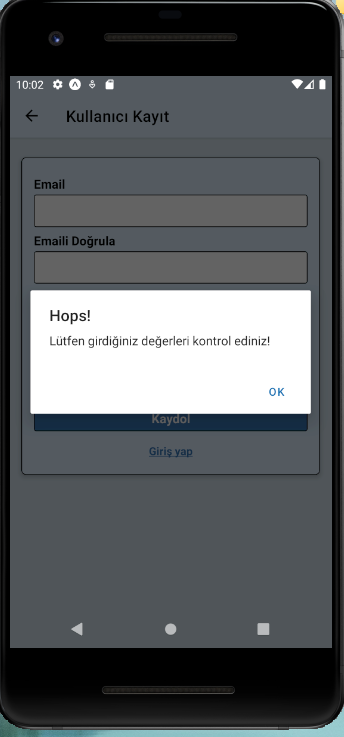 10:02
Kullanıcı Kayıt
Email
Emaili Doğrula
Hops!
Lütfen girdiğiniz değerleri kontrol ediniz!
OK
Kaydol
Giriş yap